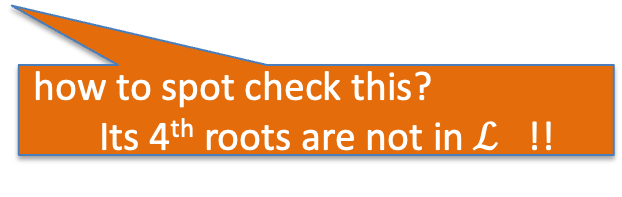 how to spot check this?
Its 4th roots are not in ℒ !!